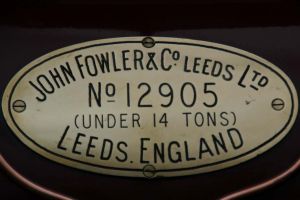 JOHN FOWLER & Co LEEDS LTD
No 12905
(UNDER 14 TONS)
LEEDS. ENGLAND